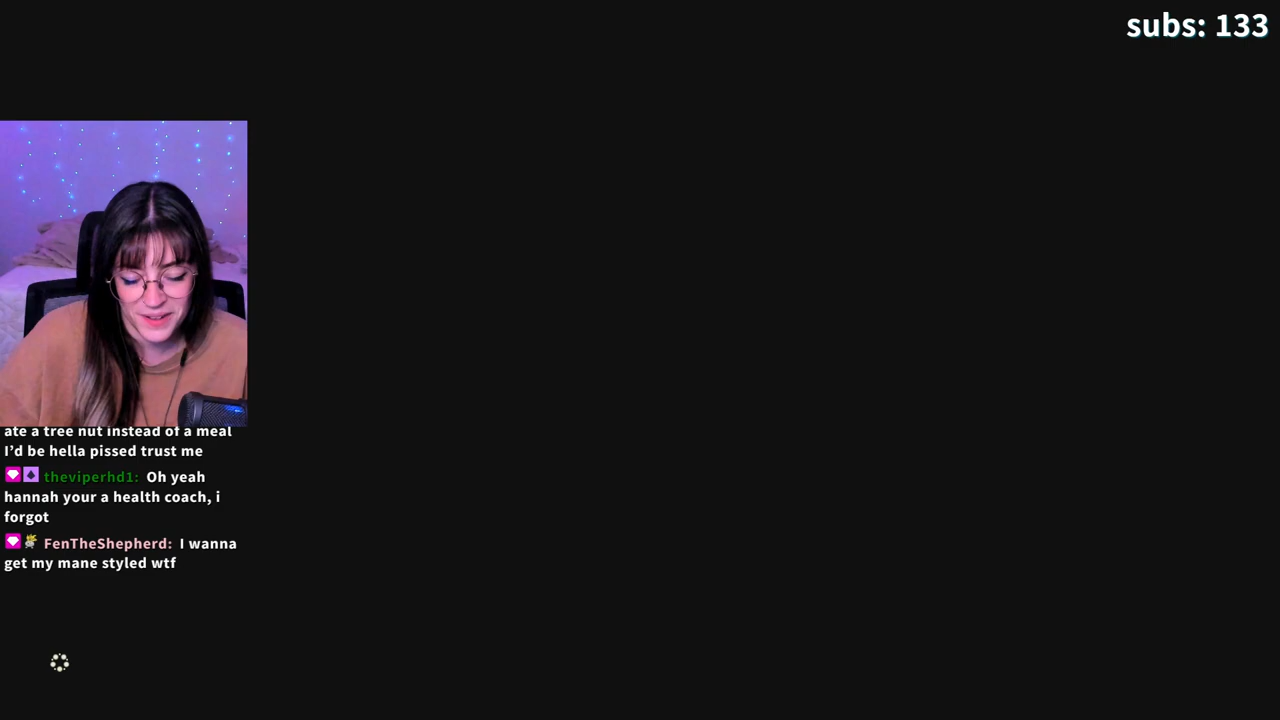 subs: 133
ate a tree nut instead of a meal
I’d be hella pissed trust me
theviperhd1: Oh yeah
hannah your a health coach, i
forgot
FenTheShepherd: I wanna
get my mane styled wtf